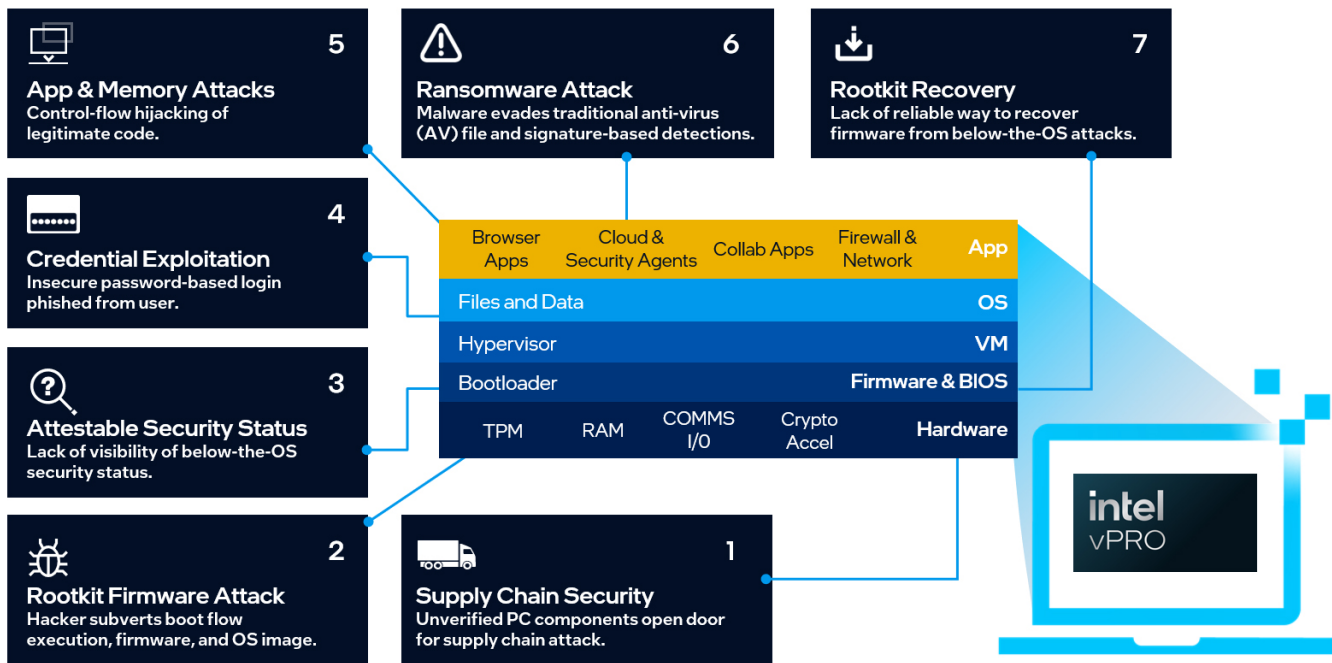 5
App & Memory Attacks
Control-flow hijacking of
legitimate code.
6
Ransomware Attack
Malware evades traditional anti-virus
(AV) file and signature-based detections.
7
Rootkit Recovery
Lack of reliable way to recover
firmware from below-the-OS attacks.
4
Credential Exploitation
Insecure password-based login
phished from user.
3
Attestable Security Status
Lack of visibility of below-the-OS
security status.
2
Rootkit Firmware Attack
Hacker subverts boot flow
execution, firmware, and OS image.
1
Supply Chain Security
Unverified PC components open door
for supply chain attack.
Browser
Apps
Cloud &
Security Agents
Collab Apps
Firewall &
Network
App
Files and Data
OS
Hypervisor
VM
Bootloader
Firmware & BIOS
TPM
RAM
COMMS
I/0
Crypto
Accel
Hardware
intel
vPRO